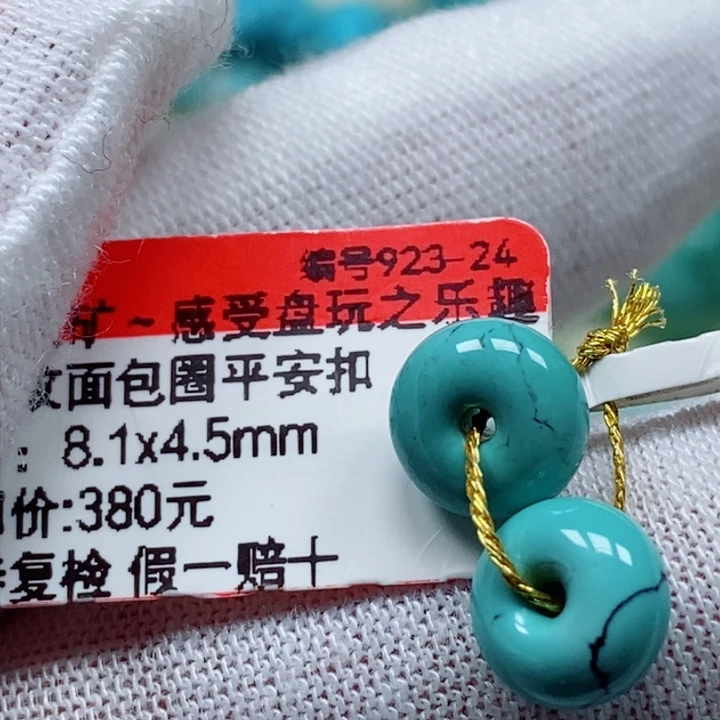 编号923-24
矿~感受盘玩之乐趣
面包圈平安扣
: 8.1x4.5mm
价:380元
复检 假一赔十